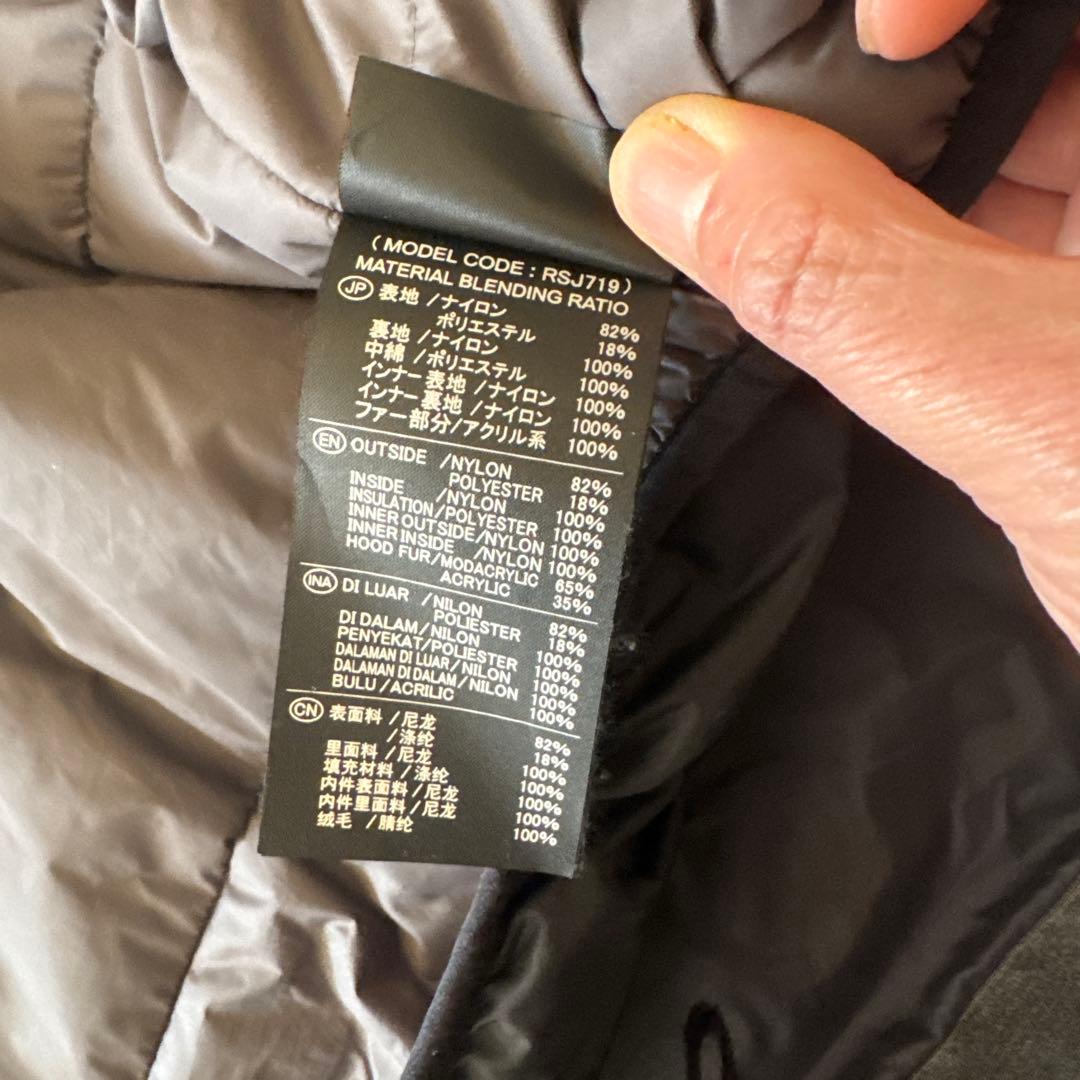 (MODEL CODE : RSJ719)
MATERIAL BLENDING RATIO
JP 表地 /ナイロン 82%
ポリエステル 18%
裏地 /ナイロン 100%
中綿 /ポリエステル 100%
インナー表地 /ナイロン 100%
インナー裏地 /ナイロン 100%
ファー部分/アクリル系 100%
EN OUTSIDE /NYLON 82%
POLYESTER 18%
INSIDE /NYLON 100%
INSULATION/POLYESTER 100%
INNER OUTSIDE/NYLON 100%
INNER INSIDE /NYLON 100%
HOOD FUR/MODACRYLIC 65%
ACRYLIC 35%
INA DI LUAR /NILON 82%
POLIESTER 18%
DI DALAM/NILON 100%
PENYEKAT/POLIESTER 100%
DALAMAN DI LUAR/NILON 100%
DALAMAN DI DALAM/NILON 100%
BULU/ACRILIC 100%
CN 表面料 /尼龙 82%
/涤纶 18%
里面料 /尼龙 100%
填充材料 /涤纶 100%
内件表面料/尼龙 100%
内件里面料/尼龙 100%
绒毛 /腈纶 100%